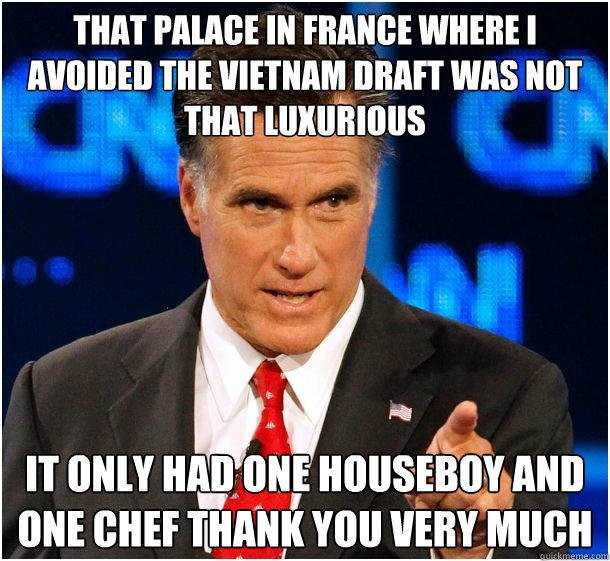 THAT PALACE IN FRANCE WHERE I
AVOIDED THE VIETNAM DRAFT WAS NOT
THAT LUXURIOUS
CNN
IT ONLY HAD ONE HOUSEBOY AND
ONE CHEF THANK YOU VERY MUCH
quickmeme.com